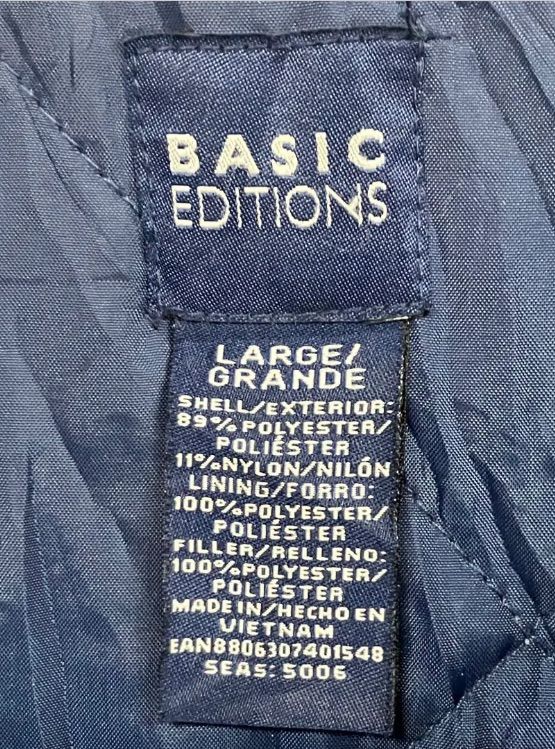 BASIC
EDITIONS
LARGE/
GRANDE
SHELL/EXTERIOR:
89% POLYESTER/
POLIÉSTER
11%NYLON/NILÓN
LINING/FORRO:
100%POLYESTER/
POLIÉSTER
FILLER/RELLENO:
100%POLYESTER/
POLIÉSTER
MADE IN/HECHO EN
VIETNAM
EAN8806307401548
SEAS: 5006